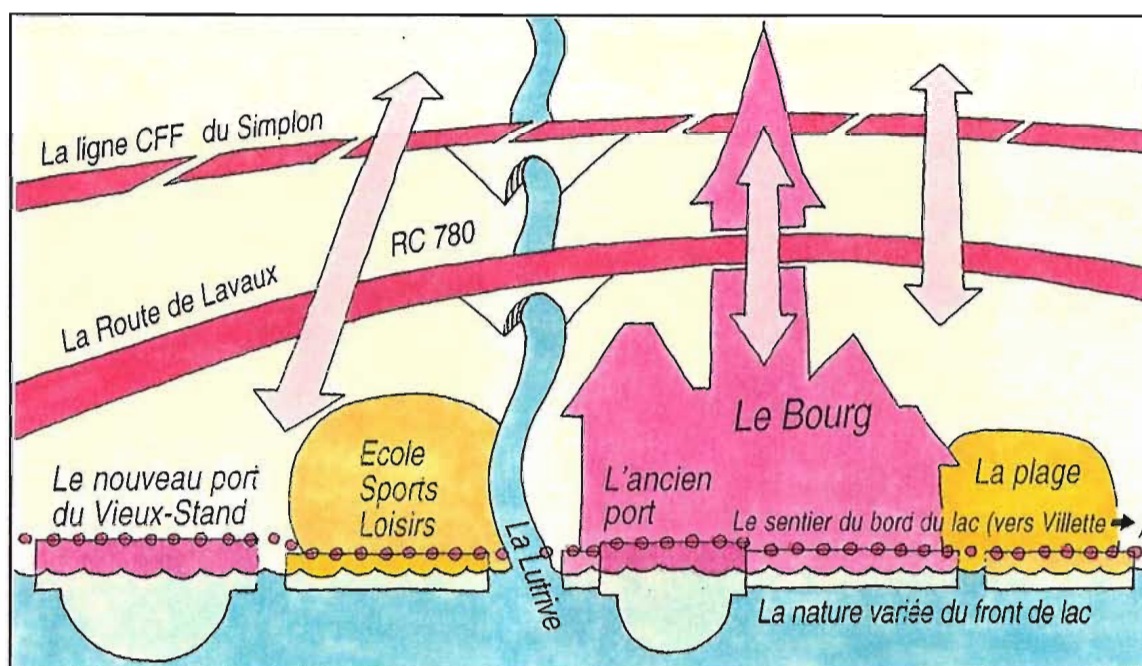 La ligne CFF du Simplon
RC 780
La Route de Lavaux
Le nouveau port
du Vieux-Stand
Ecole
Sports
Loisirs
La Lutrive
Le Bourg
L'ancien
port
La plage
Le sentier du bord du lac (vers Villette ➔)
La nature variée du front de lac